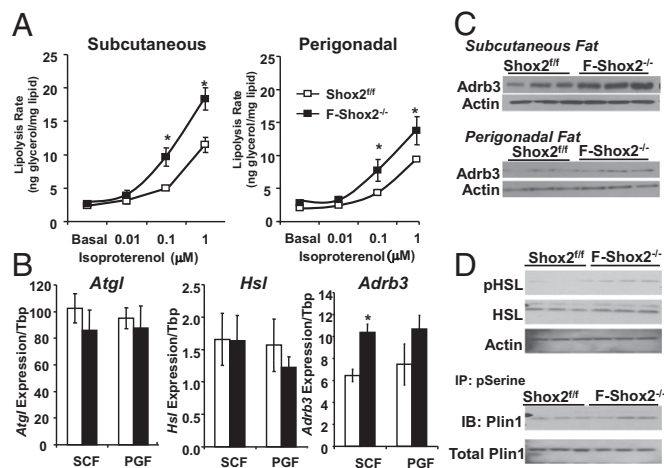 A
Subcutaneous
Perigonadal
Lipolysis Rate
(ng glycerol/mg lipid)
25
20
15
10
5
0
*
*
Basal 0.01 0.1 1
Isoproterenol (μM)
Lipolysis Rate
(ng glycerol/mg lipid)
25
20
15
10
5
0
Shox2f/f
F-Shox2-/-
*
*
Basal 0.01 0.1 1
Isoproterenol (μM)
B
Atgl
Atgl Expression/Tbp
120
100
80
60
40
20
0
SCF PGF
Hsl
Hsl Expression/Tbp
2.5
2.0
1.5
1.0
0.5
0.0
SCF PGF
Adrb3
Adrb3 Expression/Tbp
14
12
10
8
6
4
2
0
*
SCF PGF
C
Subcutaneous Fat
Shox2f/f F-Shox2-/-
Adrb3
Actin
Perigonadal Fat
Shox2f/f F-Shox2-/-
Adrb3
Actin
D
Shox2f/f F-Shox2-/-
pHSL
HSL
Actin
IP: pSerine
Shox2f/f F-Shox2-/-
IB: Plin1
Total Plin1